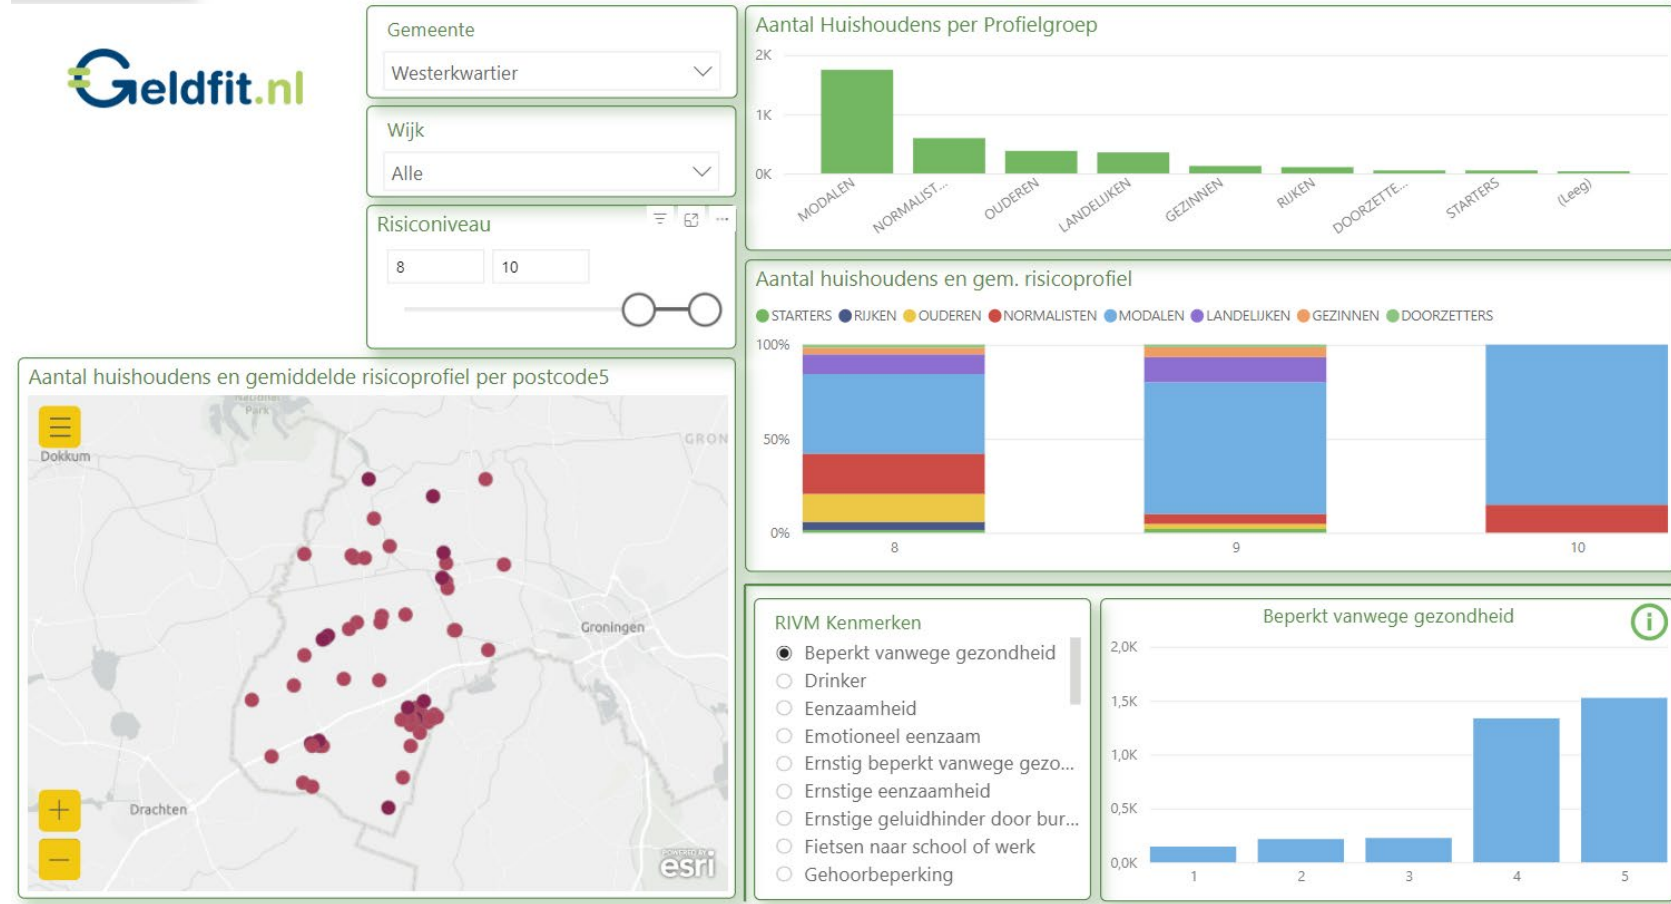 Geldfit.nl
Gemeente
Westerkwartier
Wijk
Alle
Risiconiveau
8
10
Aantal Huishoudens per Profielgroep
2K
1K
0K
MODALEN
NORMALIST...
OUDEREN
LANDELIJKEN
GEZINNEN
RIJKEN
DOORZETTE...
STARTERS
(Leeg)
Aantal huishoudens en gem. risicoprofiel
STARTERS RIJKEN OUDEREN NORMALISTEN MODALEN LANDELIJKEN GEZINNEN DOORZETTERS
100%
50%
0%
8 9 10
Aantal huishoudens en gemiddelde risicoprofiel per postcode5
National
Park
GRON
Dokkum
Groningen
Drachten
POWERED BY
esri
RIVM Kenmerken
Beperkt vanwege gezondheid
Drinker
Eenzaamheid
Emotioneel eenzaam
Ernstig beperkt vanwege gezo...
Ernstige eenzaamheid
Ernstige geluidhinder door bur...
Fietsen naar school of werk
Gehoorbeperking
Beperkt vanwege gezondheid
2,0K
1,5K
1,0K
0,5K
0,0K
1 2 3 4 5